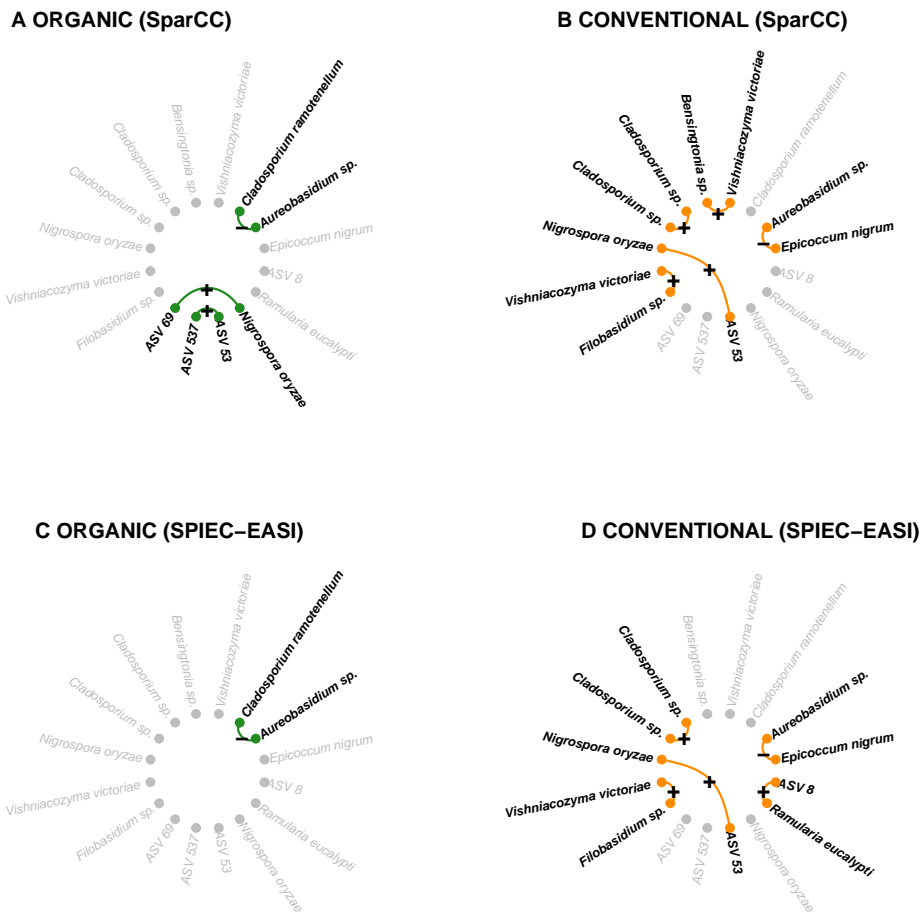 A ORGANIC (SparCC)
Vishniacozyma victoriae
Cladosporium ramotenellum
Bensingtonia sp.
Cladosporium sp.
Aureobasidium sp.
Cladosporium sp.
Nigrospora oryzae
Epicoccum nigrum
Vishniacozyma victoriae
ASV 8
Filobasidium sp.
Ramularia eucalypti
+
+
−
ASV 69
ASV 537
ASV 53
Nigrospora oryzae
B CONVENTIONAL (SparCC)
Vishniacozyma victoriae
Cladosporium ramotenellum
Bensingtonia sp.
Cladosporium sp.
Aureobasidium sp.
Cladosporium sp.
Nigrospora oryzae
Epicoccum nigrum
Vishniacozyma victoriae
ASV 8
Filobasidium sp.
Ramularia eucalypti
+
+
−
+
+
ASV 69
ASV 537
ASV 53
Nigrospora oryzae
C ORGANIC (SPIEC−EASI)
Vishniacozyma victoriae
Cladosporium ramotenellum
Bensingtonia sp.
Cladosporium sp.
Aureobasidium sp.
Cladosporium sp.
−
Nigrospora oryzae
Epicoccum nigrum
Vishniacozyma victoriae
ASV 8
Filobasidium sp.
Ramularia eucalypti
ASV 69
ASV 537
ASV 53
Nigrospora oryzae
D CONVENTIONAL (SPIEC−EASI)
Vishniacozyma victoriae
Cladosporium ramotenellum
Bensingtonia sp.
Cladosporium sp.
Aureobasidium sp.
Cladosporium sp.
+
−
Nigrospora oryzae
Epicoccum nigrum
+
Vishniacozyma victoriae
ASV 8
+
+
Filobasidium sp.
Ramularia eucalypti
ASV 69
ASV 537
ASV 53
Nigrospora oryzae